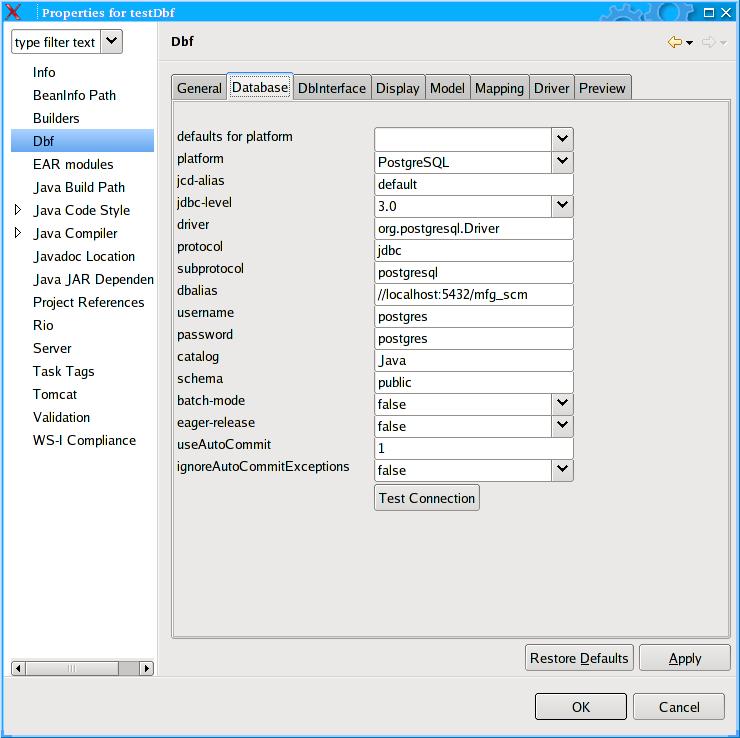 Properties for testDbf
type filter text
Info
BeanInfo Path
Builders
Dbf
EAR modules
Java Build Path
Java Code Style
Java Compiler
Javadoc Location
Java JAR Dependen
Project References
Rio
Server
Task Tags
Tomcat
Validation
WS-I Compliance
Dbf
General Database DbInterface Display Model Mapping Driver Preview
defaults for platform
platform PostgreSQL
jcd-alias default
jdbc-level 3.0
driver org.postgresql.Driver
protocol jdbc
subprotocol postgresql
dbalias //localhost:5432/mfg_scm
username postgres
password postgres
catalog Java
schema public
batch-mode false
eager-release false
useAutoCommit 1
ignoreAutoCommitExceptions false
Test Connection
Restore Defaults Apply
OK Cancel